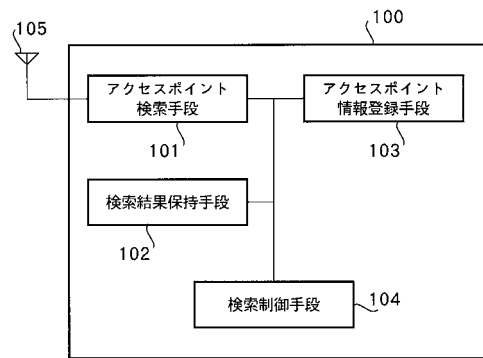 105
100
アクセスポイント
検索手段
101
アクセスポイント
情報登録手段
103
検索結果保持手段
102
検索制御手段
104